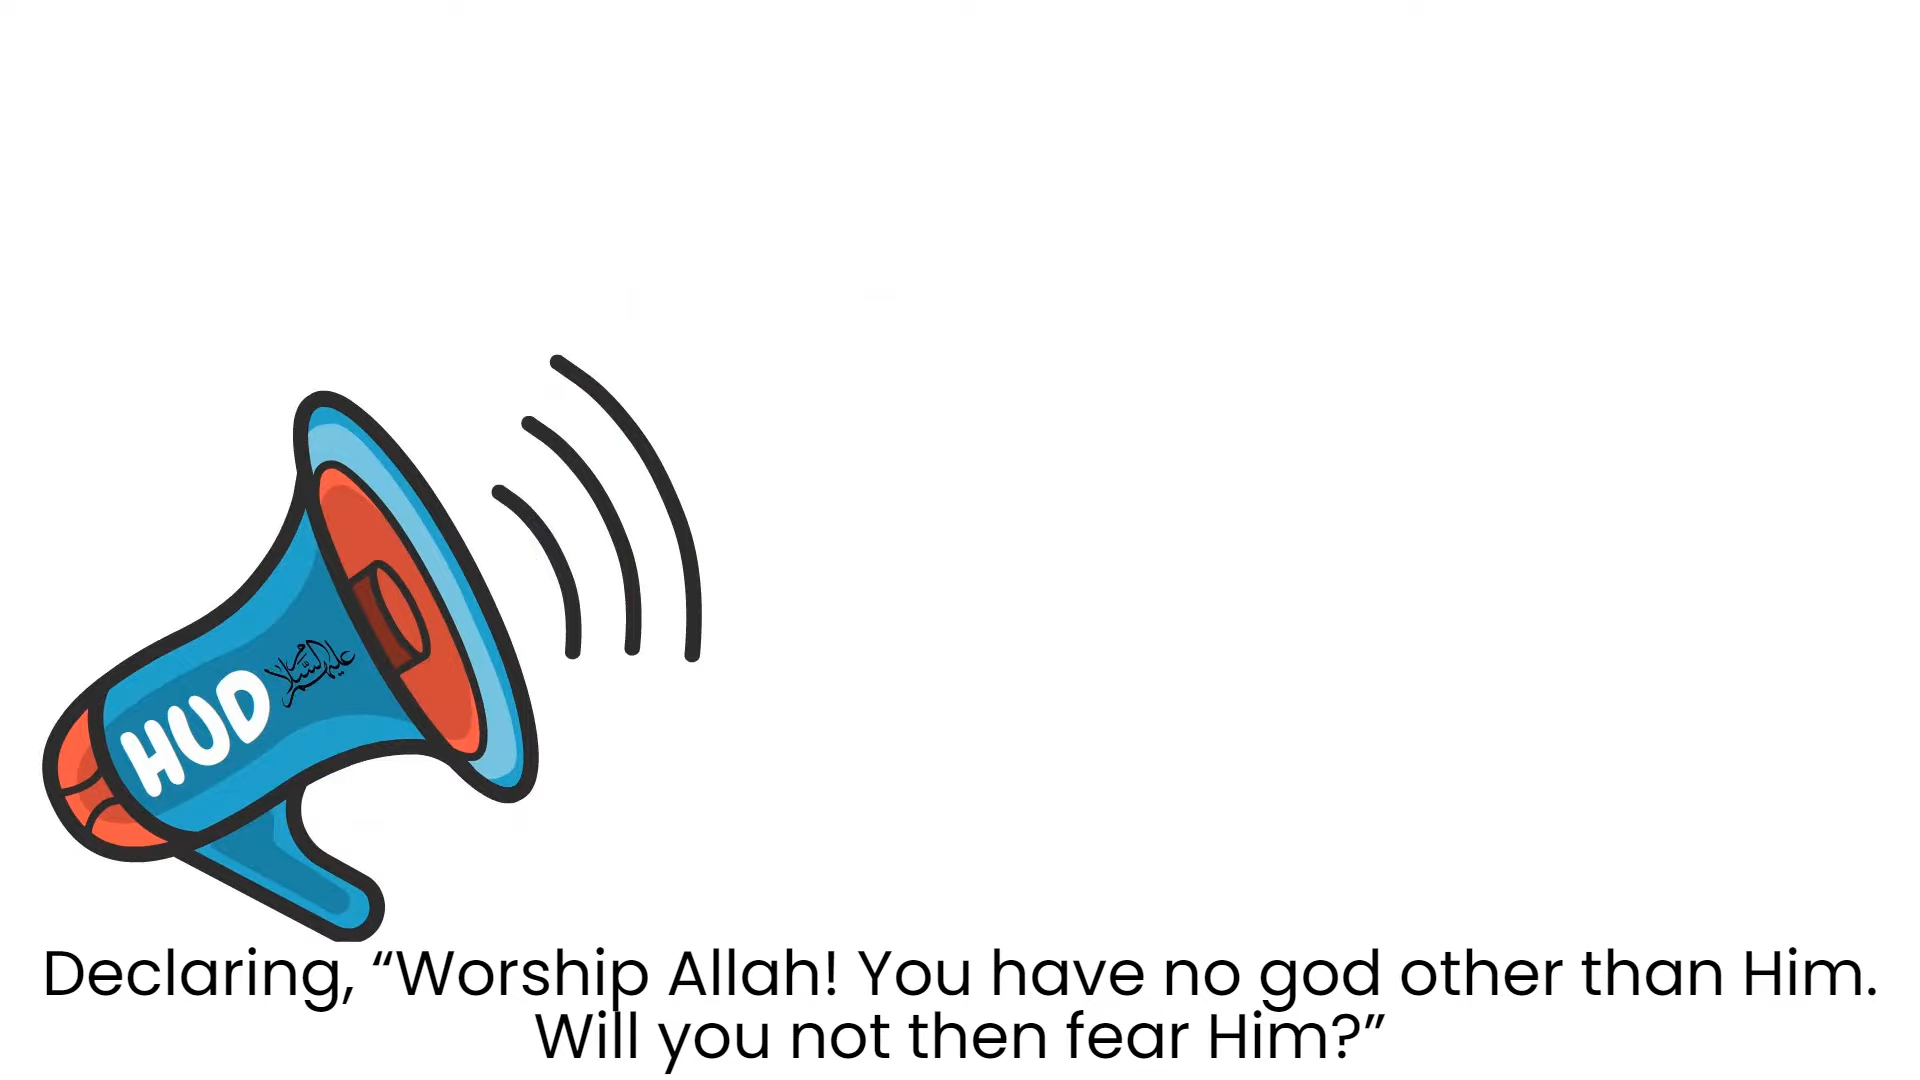 HUD عليه السلام
Declaring, “Worship Allah! You have no god other than Him.
Will you not then fear Him?”